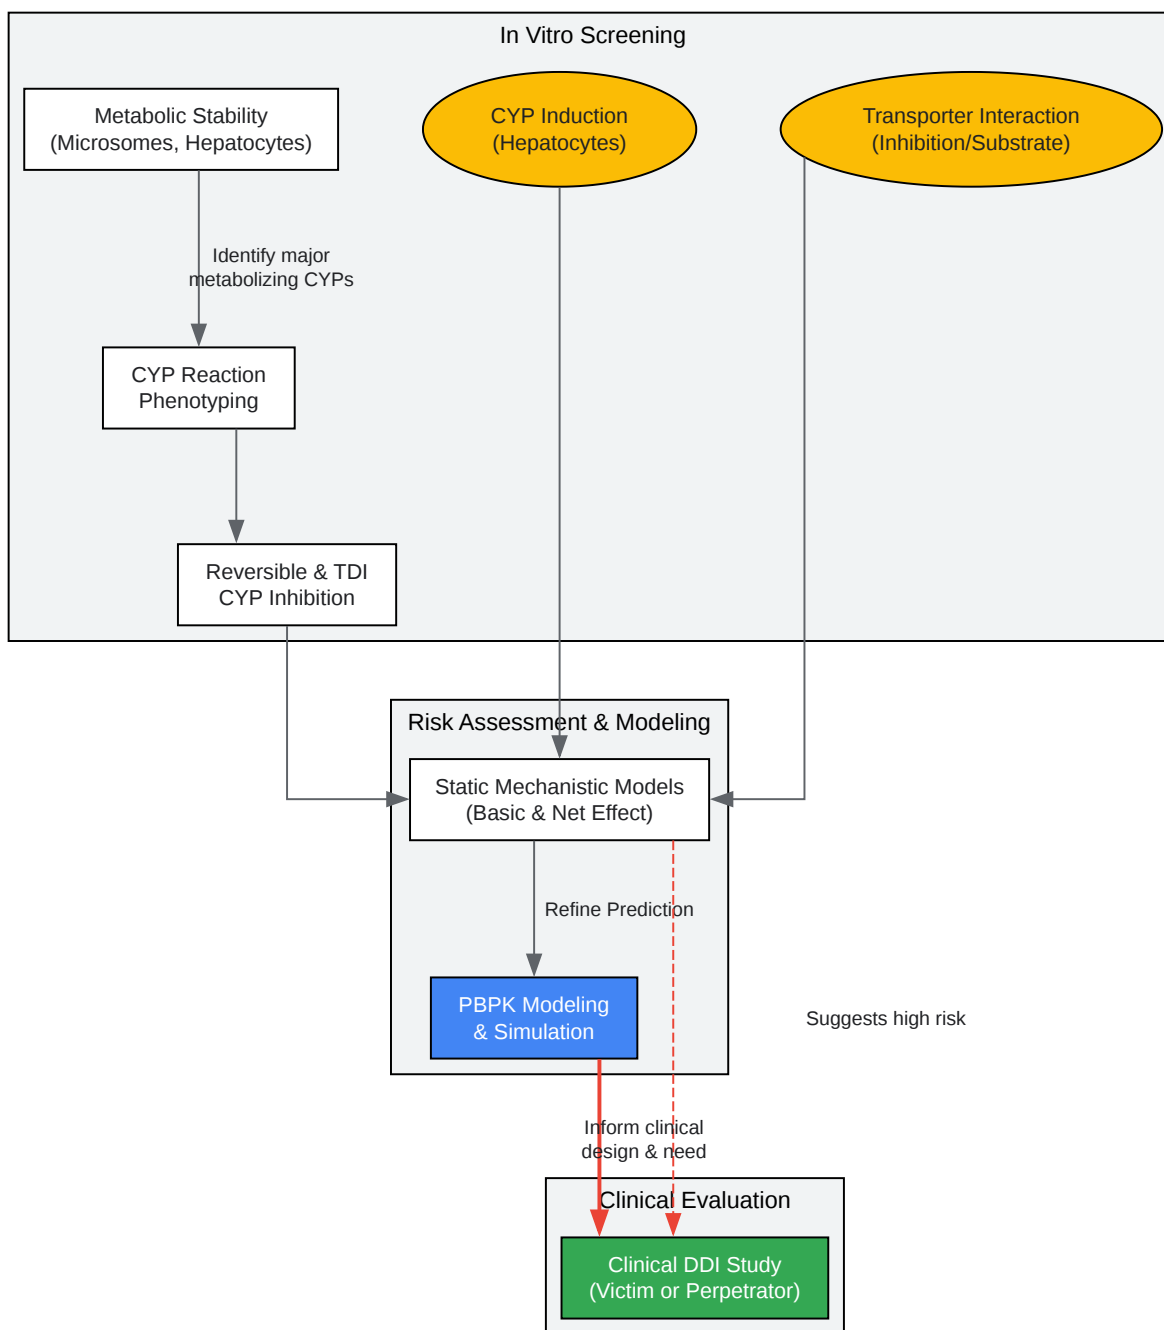 In Vitro Screening
Metabolic Stability
(Microsomes, Hepatocytes)
CYP Induction
(Hepatocytes)
Transporter Interaction
(Inhibition/Substrate)
Identify major
metabolizing CYPs
CYP Reaction
Phenotyping
Reversible & TDI
CYP Inhibition
Risk Assessment & Modeling
Static Mechanistic Models
(Basic & Net Effect)
Refine Prediction
PBPK Modeling
& Simulation
Suggests high risk
Inform clinical
design & need
Clinical Evaluation
Clinical DDI Study
(Victim or Perpetrator)